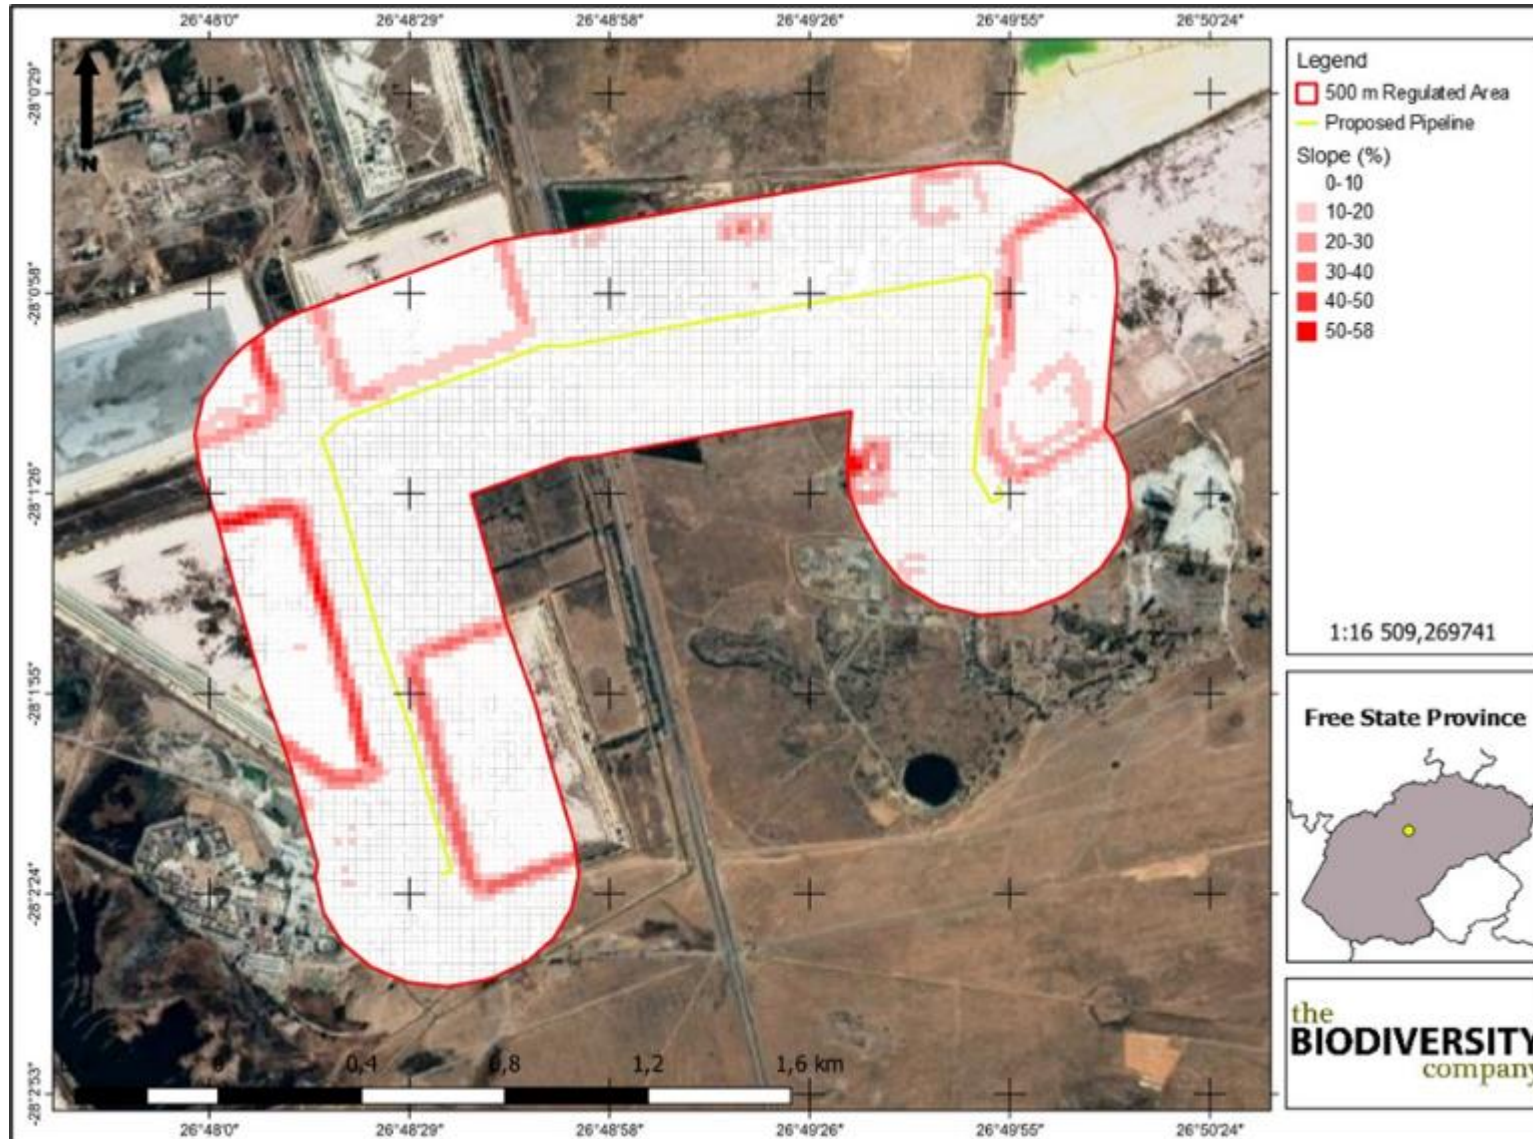 26°48'0" 26°48'29" 26°48'58" 26°49'26" 26°49'55" 26°50'24"
-28°0'29"
-28°0'58"
-28°1'26"
-28°1'55"
-28°2'24"
-28°2'53"
N
Legend
500 m Regulated Area
Proposed Pipeline
Slope (%)
0-10
10-20
20-30
30-40
40-50
50-58
1:16 509,269741
Free State Province
the
BIODIVERSITY
company
0 0,4 0,8 1,2 1,6 km
26°48'0" 26°48'29" 26°48'58" 26°49'26" 26°49'55" 26°50'24"